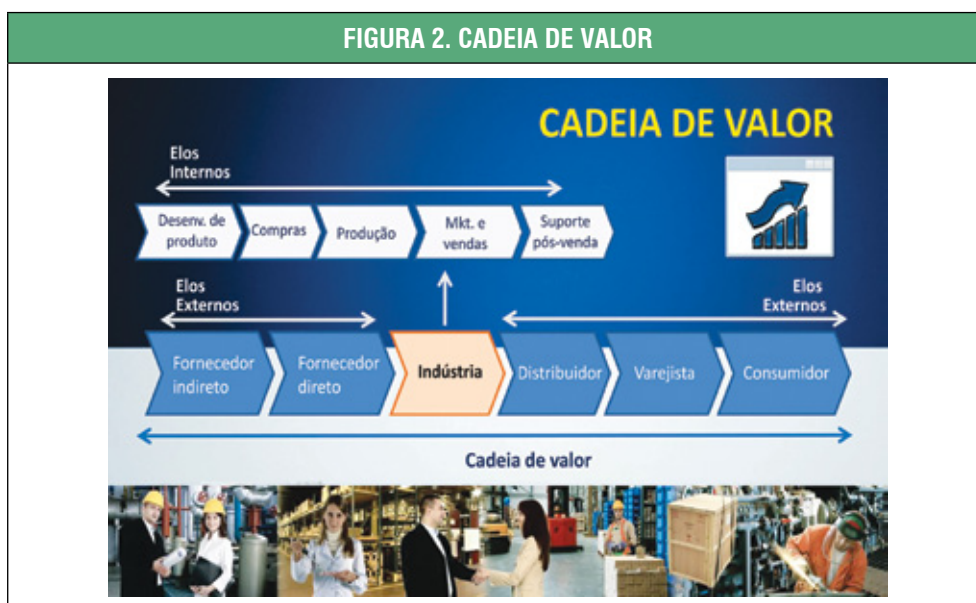 FIGURA 2. CADEIA DE VALOR
CADEIA DE VALOR
Elos
Internos
Desenv. de
produto
Compras
Produção
Mkt. e
vendas
Suporte
pós-venda
Elos
Externos
Elos
Externos
Fornecedor
indireto
Fornecedor
direto
Indústria
Distribuidor
Varejista
Consumidor
Cadeia de valor